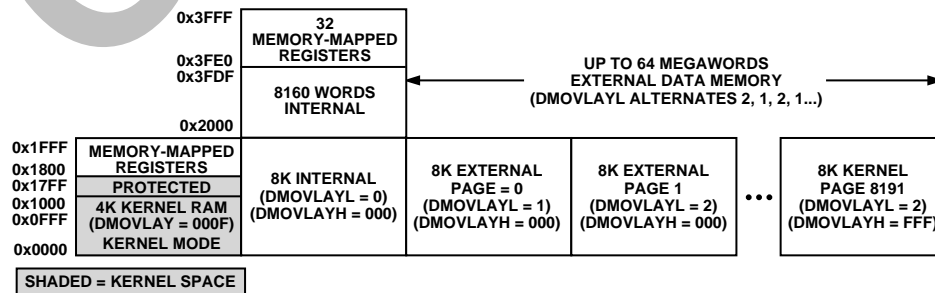 0x3FFF
32
MEMORY-MAPPED
REGISTERS
0x3FE0
0x3FDF
8160 WORDS
INTERNAL
0x2000
UP TO 64 MEGAWORDS
EXTERNAL DATA MEMORY
(DMOVLAYL ALTERNATES 2, 1, 2, 1...)
0x1FFF
MEMORY-MAPPED
REGISTERS
0x1800
0x17FF
PROTECTED
0x1000
0x0FFF
4K KERNEL RAM
(DMOVLAY = 000F)
KERNEL MODE
0x0000
8K INTERNAL
(DMOVLAYL = 0)
(DMOVLAYH = 000)
8K EXTERNAL
PAGE = 0
(DMOVLAYL = 1)
(DMOVLAYH = 000)
8K EXTERNAL
PAGE 1
(DMOVLAYL = 2)
(DMOVLAYH = 000)
8K KERNEL
PAGE 8191
(DMOVLAYL = 2)
(DMOVLAYH = FFF)
SHADED = KERNEL SPACE